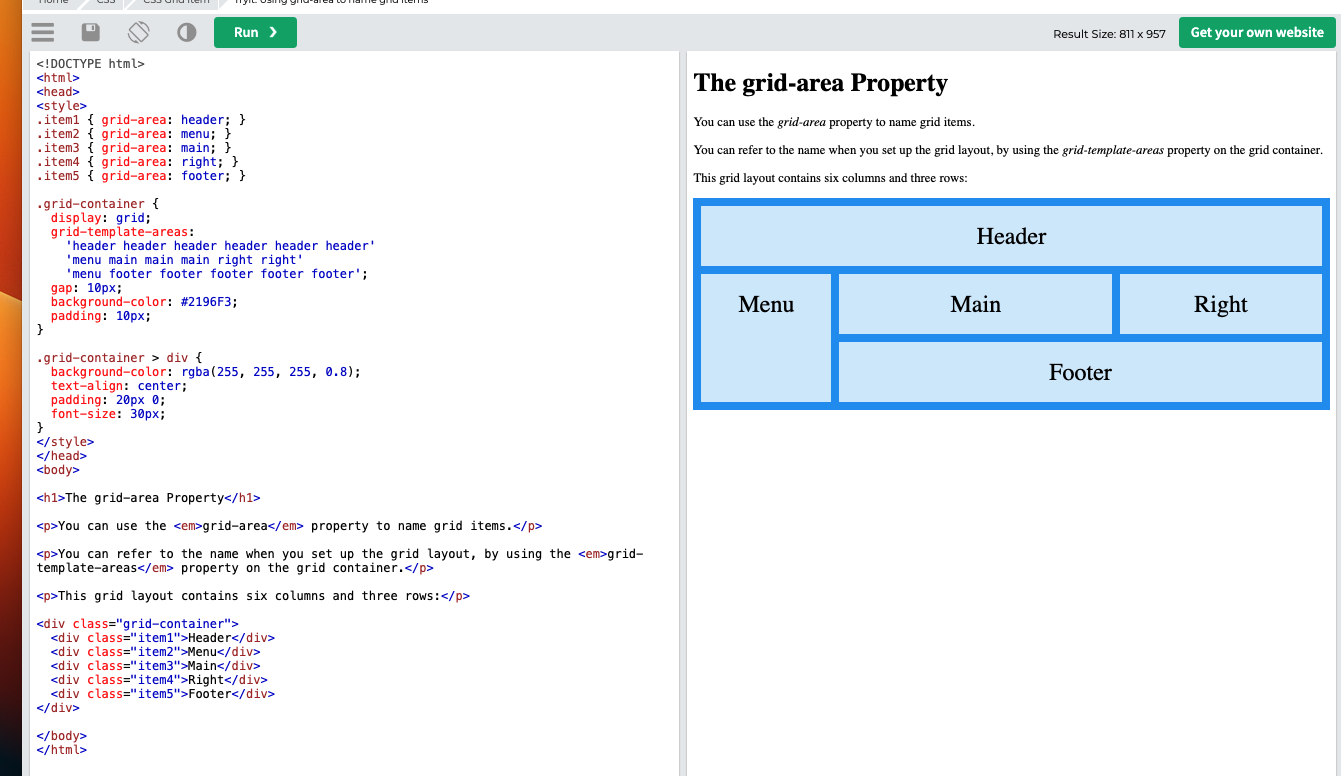 Home CSS CSS Grid Item Tryit: Using grid-area to name grid items
Run ❯
Result Size: 811 x 957
Get your own website
<!DOCTYPE html>
<html>
<head>
<style>
.item1 { grid-area: header; }
.item2 { grid-area: menu; }
.item3 { grid-area: main; }
.item4 { grid-area: right; }
.item5 { grid-area: footer; }
.grid-container {
  display: grid;
  grid-template-areas:
    'header header header header header header'
    'menu main main main right right'
    'menu footer footer footer footer footer';
  gap: 10px;
  background-color: #2196F3;
  padding: 10px;
}
.grid-container > div {
  background-color: rgba(255, 255, 255, 0.8);
  text-align: center;
  padding: 20px 0;
  font-size: 30px;
}
</style>
</head>
<body>
<h1>The grid-area Property</h1>
<p>You can use the <em>grid-area</em> property to name grid items.</p>
<p>You can refer to the name when you set up the grid layout, by using the <em>grid-
template-areas</em> property on the grid container.</p>
<p>This grid layout contains six columns and three rows:</p>
<div class="grid-container">
  <div class="item1">Header</div>
  <div class="item2">Menu</div>
  <div class="item3">Main</div>
  <div class="item4">Right</div>
  <div class="item5">Footer</div>
</div>
</body>
</html>
The grid-area Property
You can use the grid-area property to name grid items.
You can refer to the name when you set up the grid layout, by using the grid-template-areas property on the grid container.
This grid layout contains six columns and three rows:
Header
Menu
Main
Right
Footer